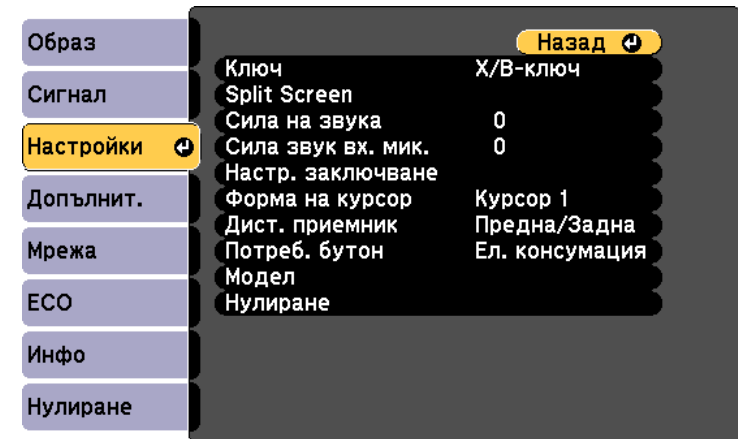 Образ
Сигнал
Настройки
Допълнит.
Мрежа
ECO
Инфо
Нулиране
Назад
Ключ Х/В-ключ
Split Screen
Сила на звука 0
Сила звук вх. мик. 0
Настр. заключване
Форма на курсор Курсор 1
Дист. приемник Предна/Задна
Потреб. бутон Ел. консумация
Модел
Нулиране